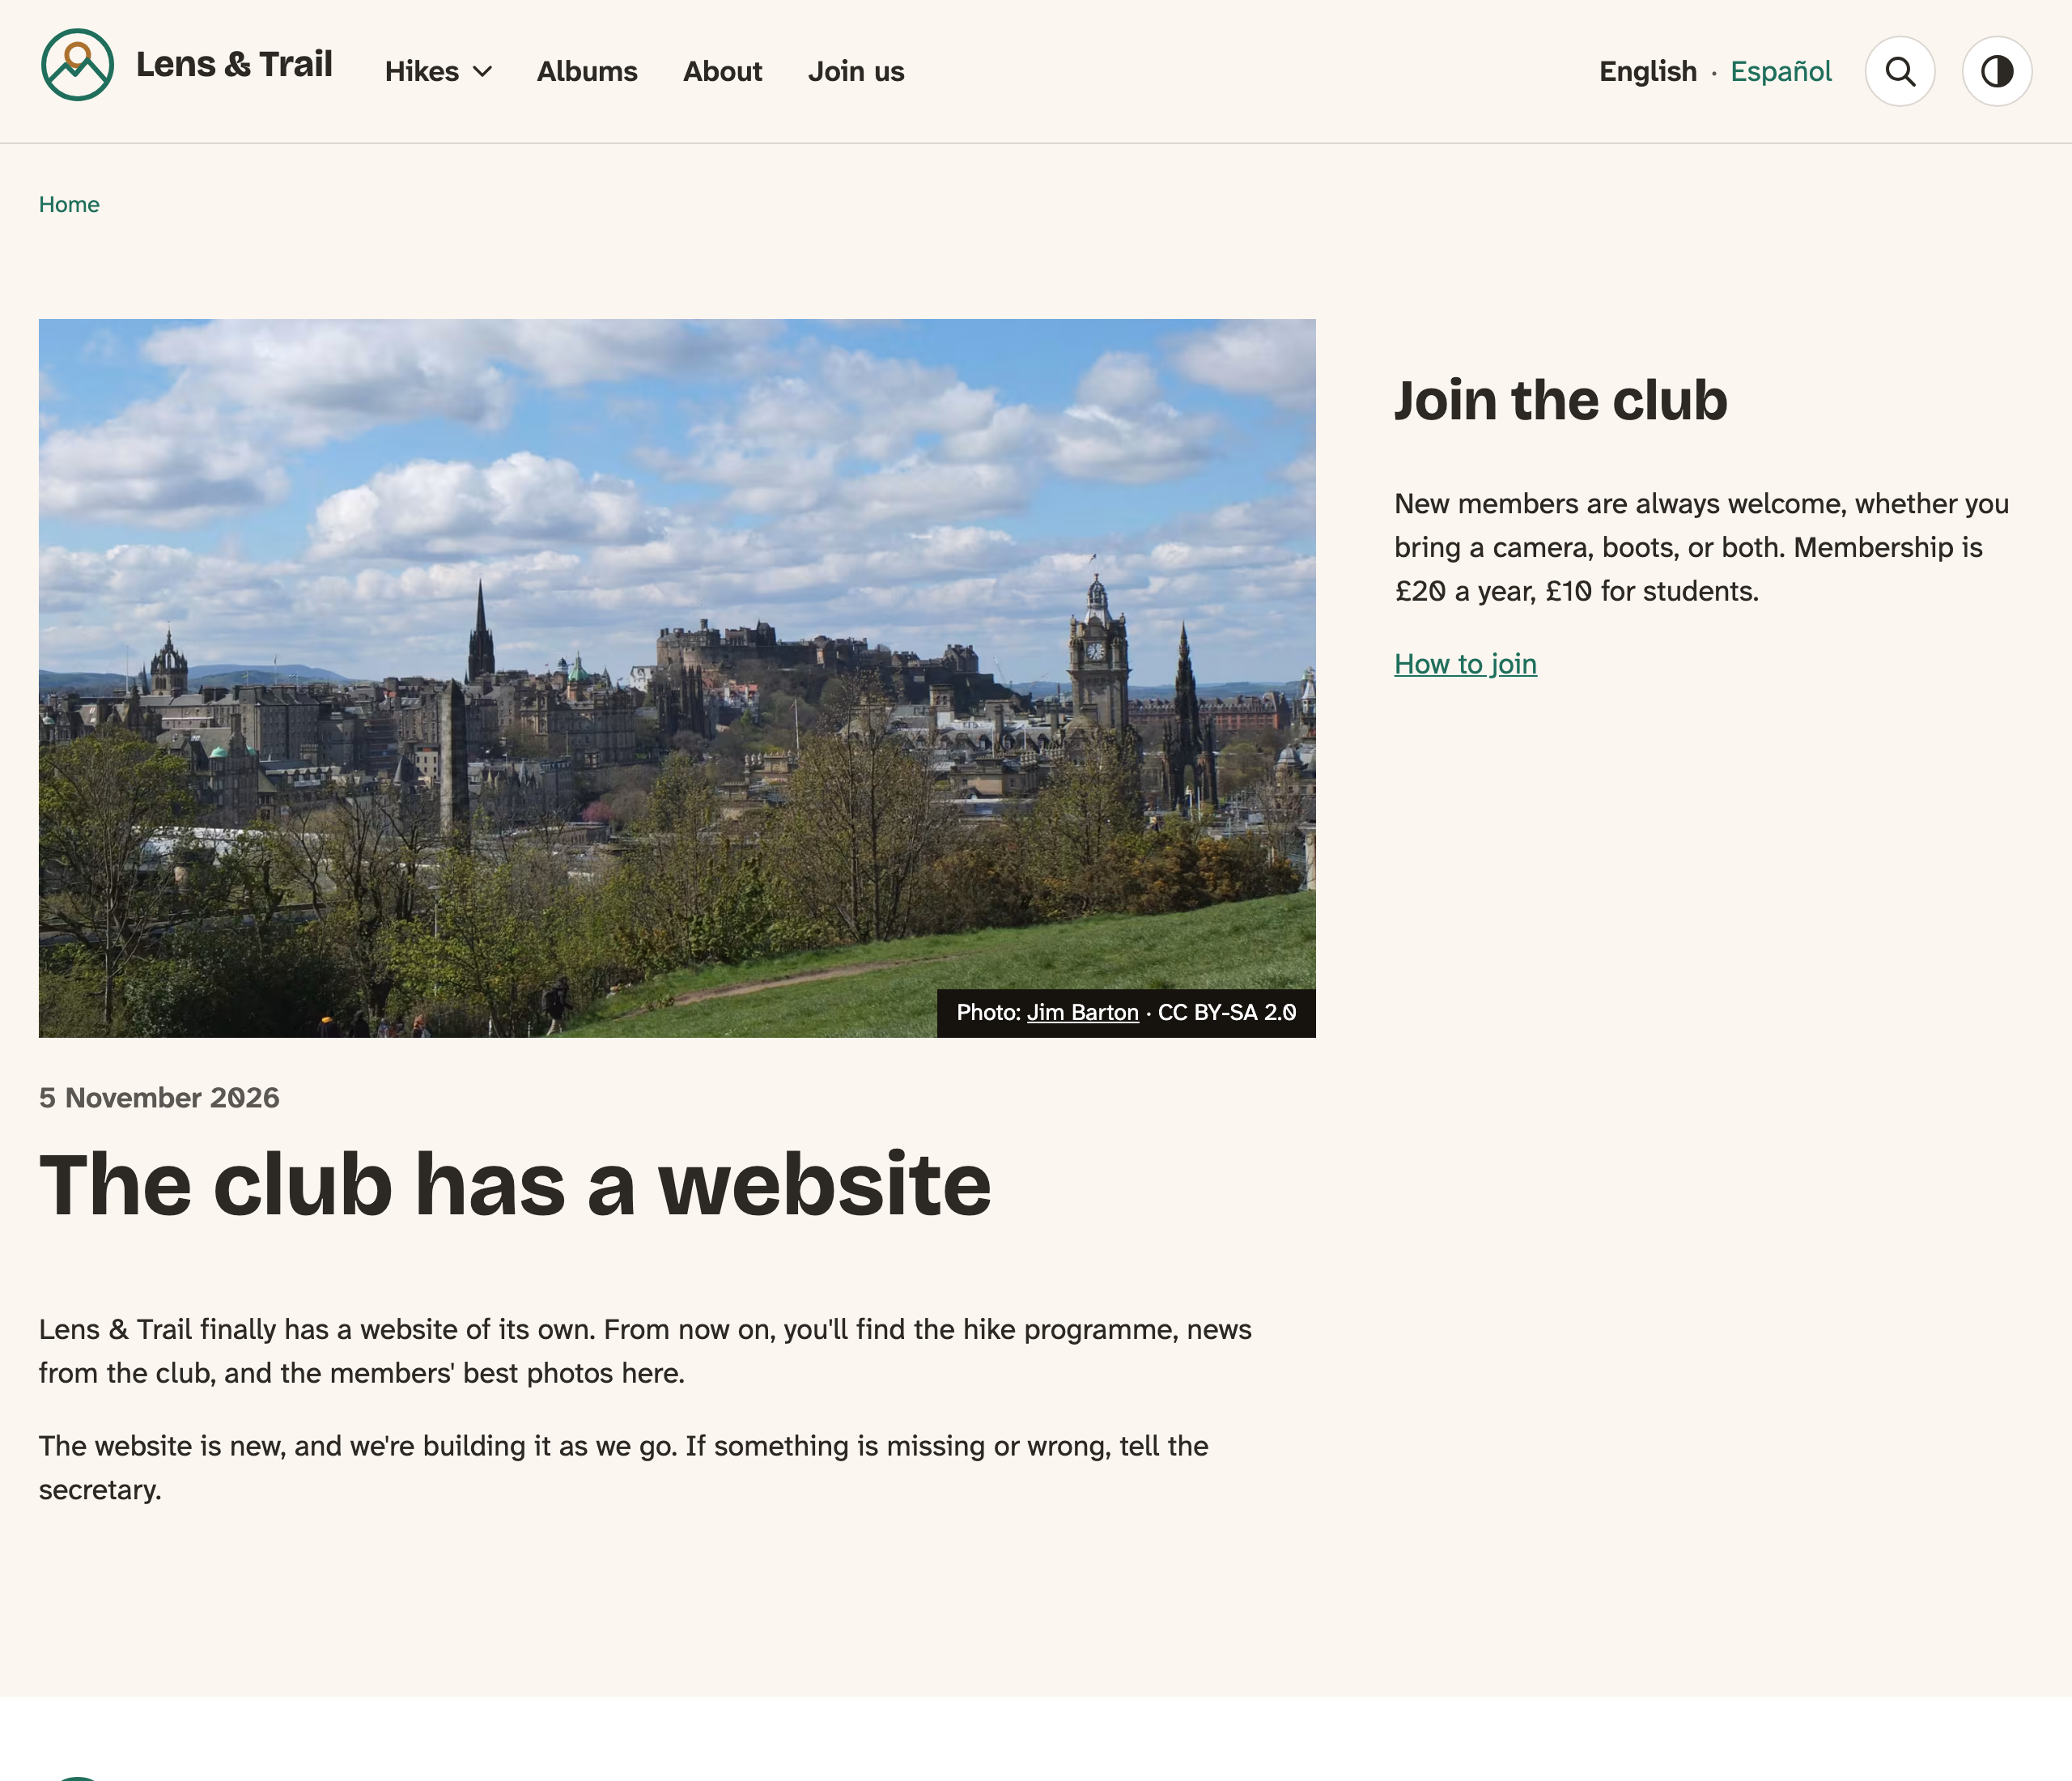 Lens & Trail
Hikes
Albums
About
Join us
English · Español
Home
Photo: Jim Barton · CC BY-SA 2.0
5 November 2026
The club has a website
Lens & Trail finally has a website of its own. From now on, you'll find the hike programme, news
from the club, and the members' best photos here.
The website is new, and we're building it as we go. If something is missing or wrong, tell the
secretary.
Join the club
New members are always welcome, whether you
bring a camera, boots, or both. Membership is
£20 a year, £10 for students.
How to join